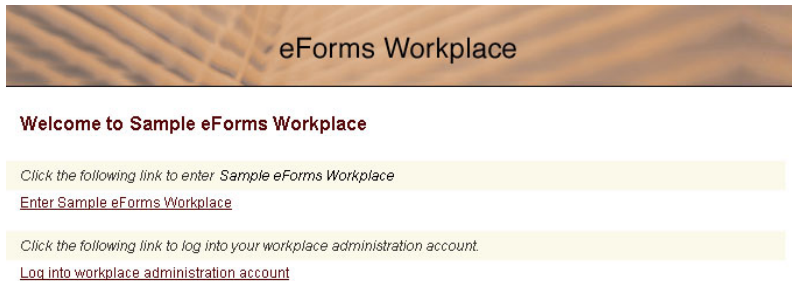 eForms Workplace
Welcome to Sample eForms Workplace
Click the following link to enter Sample eForms Workplace
Enter Sample eForms Workplace
Click the following link to log into your workplace administration account.
Log into workplace administration account